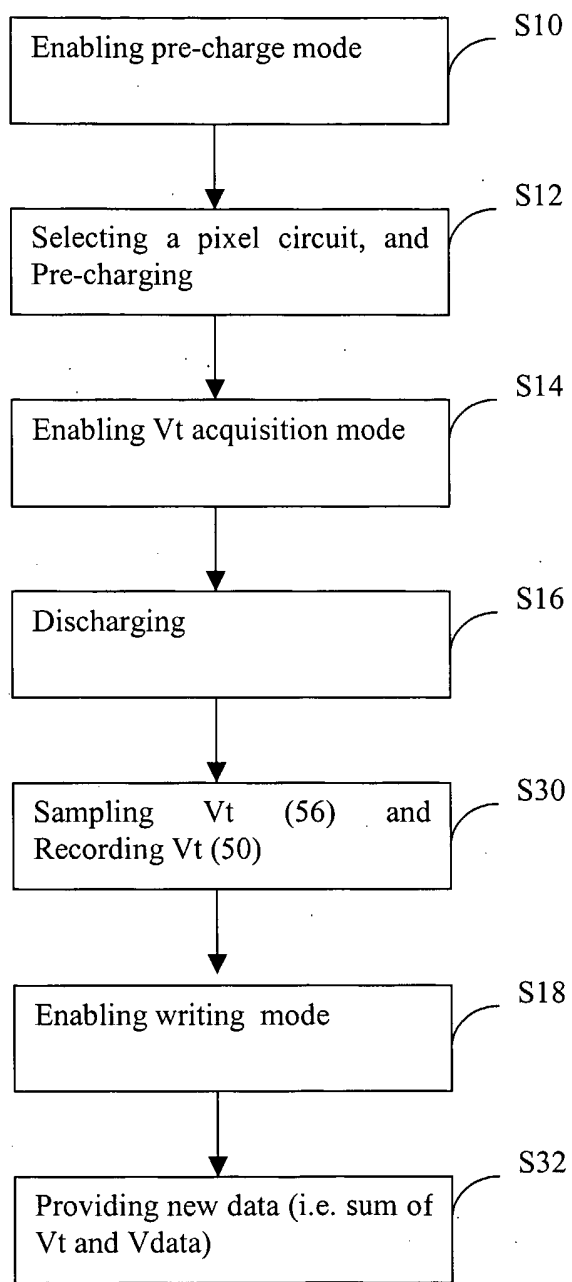 S10
Enabling pre-charge mode
S12
Selecting a pixel circuit, and
Pre-charging
S14
Enabling Vt acquisition mode
S16
Discharging
S30
Sampling Vt (56) and
Recording Vt (50)
S18
Enabling writing mode
S32
Providing new data (i.e. sum of
Vt and Vdata)